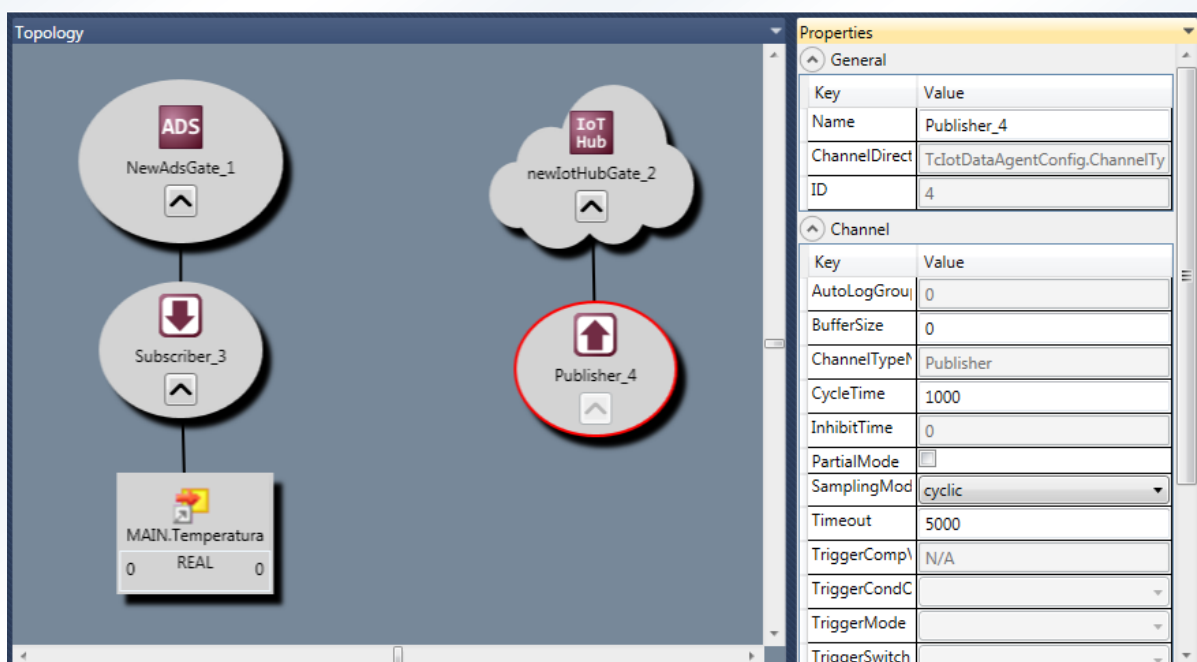 Topology
ADS
NewAdsGate_1
Subscriber_3
MAIN.Temperatura
REAL
0 0
IoT
Hub
newIotHubGate_2
Publisher_4
Properties
General
Key Value
Name Publisher_4
ChannelDirect TcIotDataAgentConfig.ChannelTy
ID 4
Channel
Key Value
AutoLogGrou 0
BufferSize 0
ChannelType Publisher
CycleTime 1000
InhibitTime 0
PartialMode
SamplingMod cyclic
Timeout 5000
TriggerComp N/A
TriggerCondC
TriggerMode
TriggerSwitch